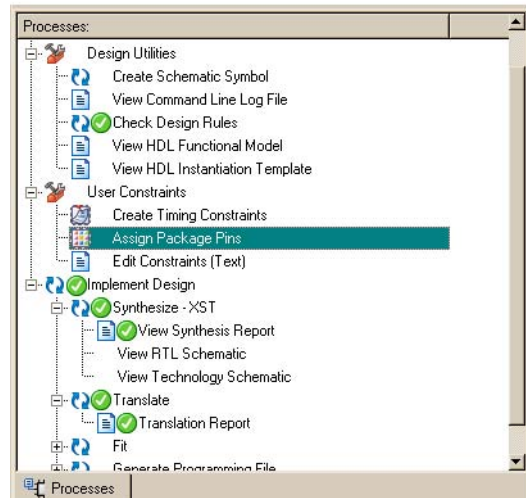 Processes:
Design Utilities
Create Schematic Symbol
View Command Line Log File
Check Design Rules
View HDL Functional Model
View HDL Instantiation Template
User Constraints
Create Timing Constraints
Assign Package Pins
Edit Constraints (Text)
Implement Design
Synthesize - XST
View Synthesis Report
View RTL Schematic
View Technology Schematic
Translate
Translation Report
Fit
Generate Programming File
Processes